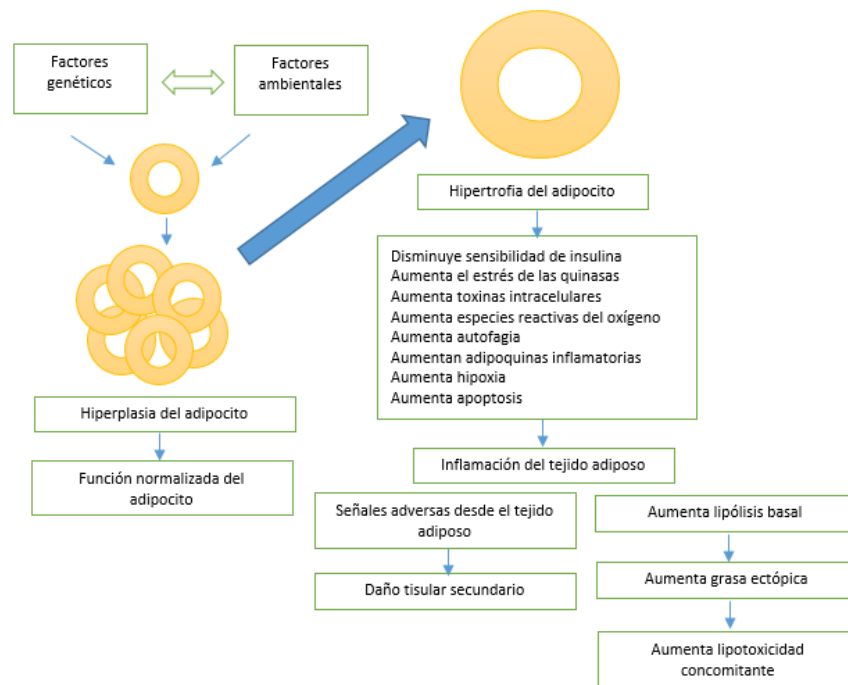 Factores
genéticos
Factores
ambientales
Hipertrofia del adipocito
Disminuye sensibilidad de insulina
Aumenta el estrés de las quinasas
Aumenta toxinas intracelulares
Aumenta especies reactivas del oxígeno
Aumenta autofagia
Aumentan adipoquinas inflamatorias
Aumenta hipoxia
Aumenta apoptosis
Hiperplasia del adipocito
Función normalizada del
adipocito
Inflamación del tejido adiposo
Señales adversas desde el tejido
adiposo
Daño tisular secundario
Aumenta lipólisis basal
Aumenta grasa ectópica
Aumenta lipotoxicidad
concomitante